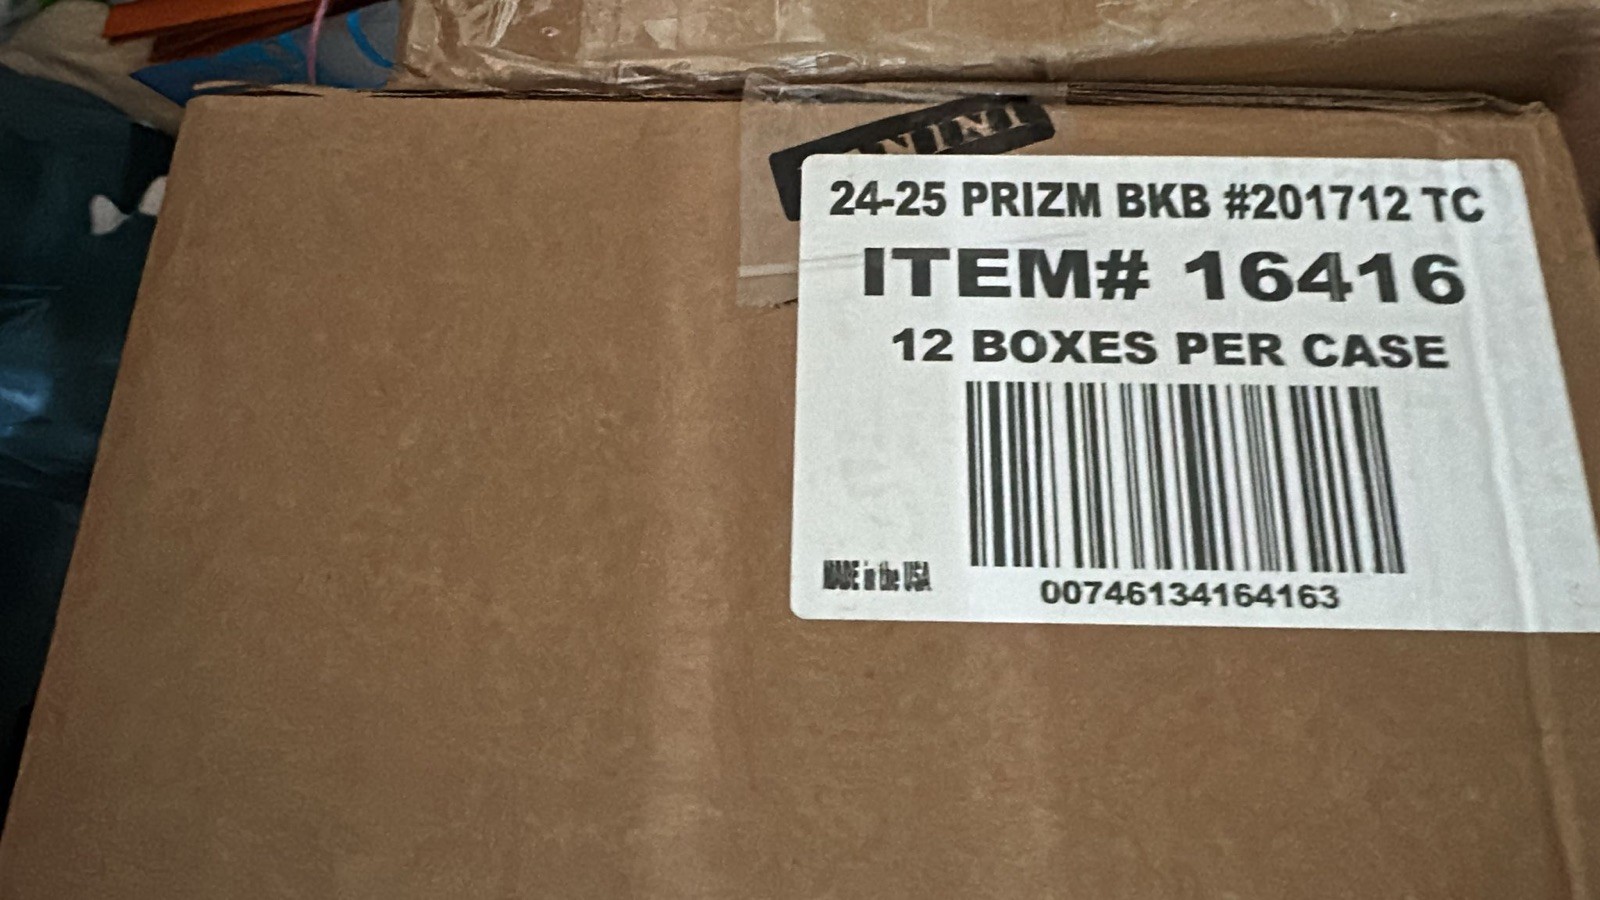 24-25 PRIZM BKB #201712 TC
ITEM# 16416
12 BOXES PER CASE
MADE in the USA
00746134164163